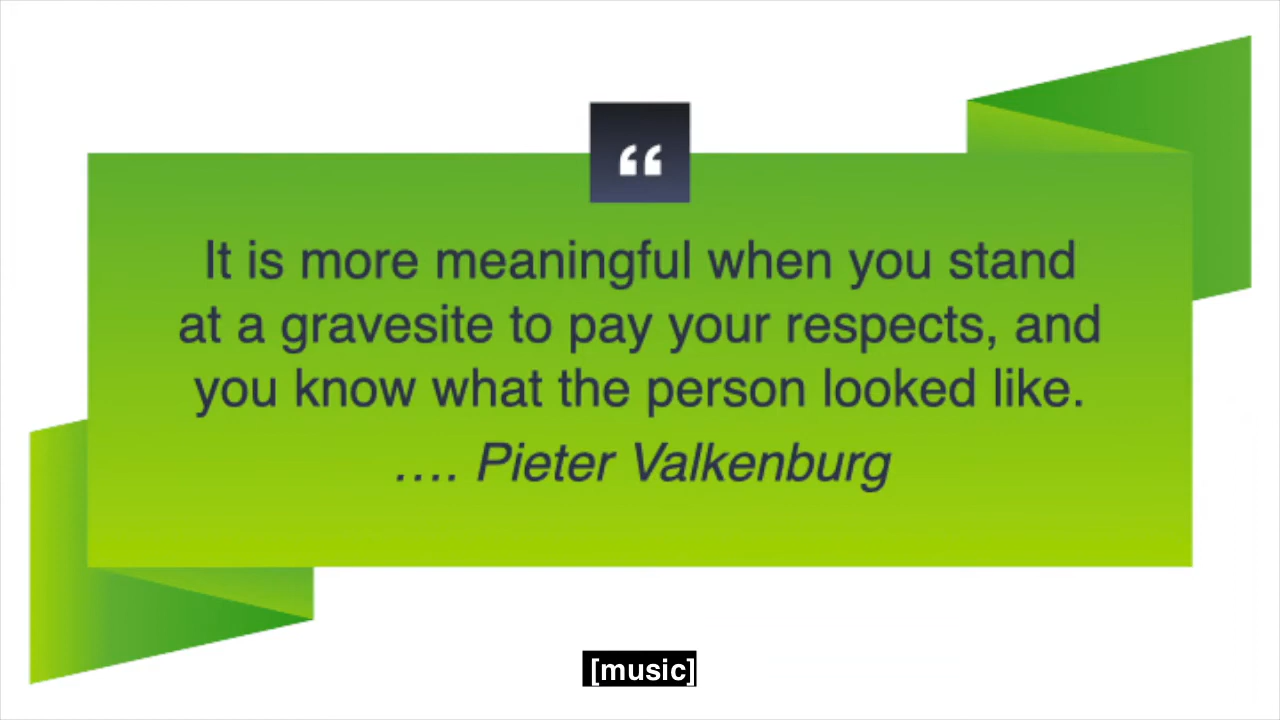 “
It is more meaningful when you stand
at a gravesite to pay your respects, and
you know what the person looked like.
…. Pieter Valkenburg
[music]